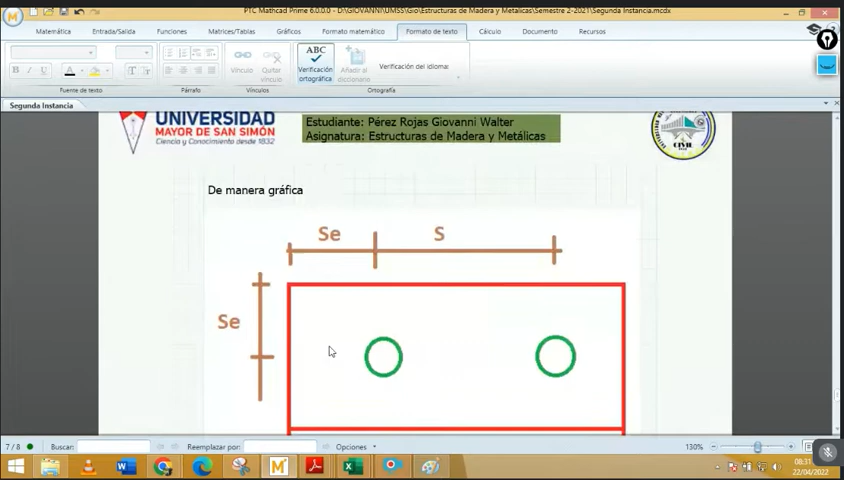 PTC Mathcad Prime 6.0.0.0 - D:\GIOVANNI\UMSS\Gio\Estructuras de Madera y Metalicas\Semestre 2-2021\Segunda Instancia.mcdx
Matemática Entrada/Salida Funciones Matrices/Tablas Gráficos Formato matemático Formato de texto Cálculo Documento Recursos
ABC
Verificación ortográfica
Vínculo
Quitar vínculo
Añadir al diccionario
Verificación del idioma:
Fuente de texto Párrafo Vínculos Ortografía
Segunda Instancia
UNIVERSIDAD
MAYOR DE SAN SIMÓN
Ciencia y Conocimiento desde 1832
Estudiante: Pérez Rojas Giovanni Walter
Asignatura: Estructuras de Madera y Metálicas
CIVIL
De manera gráfica
Se S
Se
7 / 8 Buscar: Reemplazar por: Opciones 130%
08:31
22/04/2022